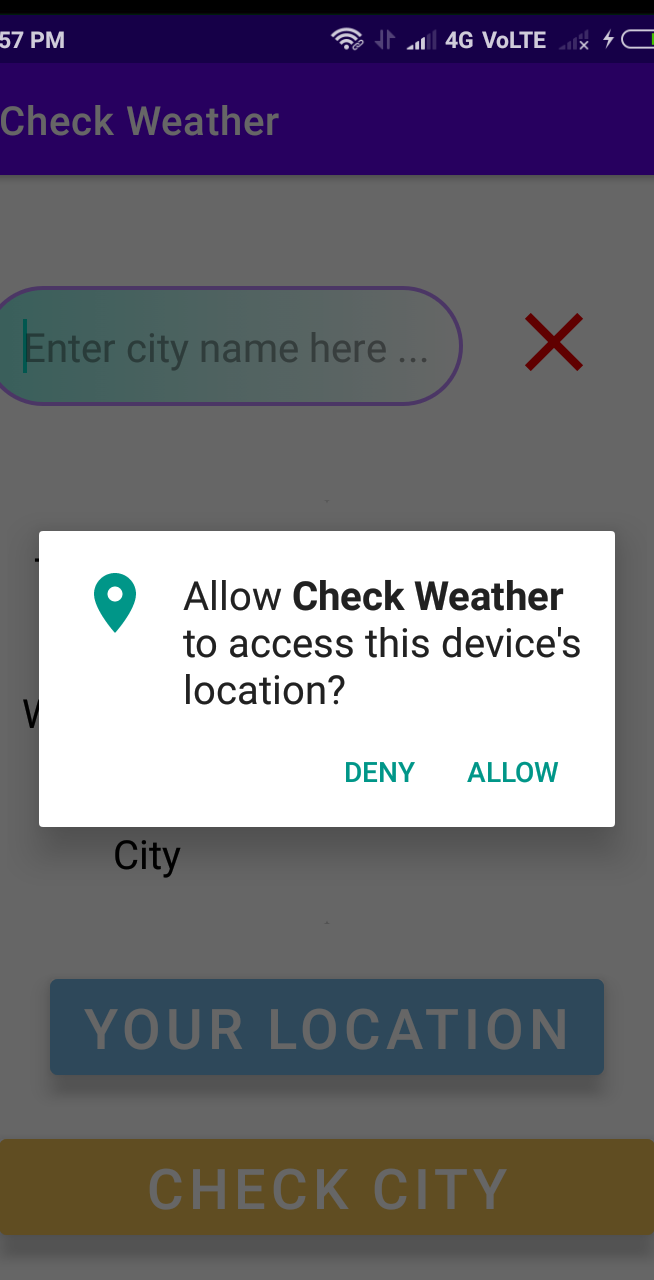 57 PM 4G VoLTE
Check Weather
Enter city name here ...
Allow Check Weather
to access this device's
location?
DENY ALLOW
City
YOUR LOCATION
CHECK CITY